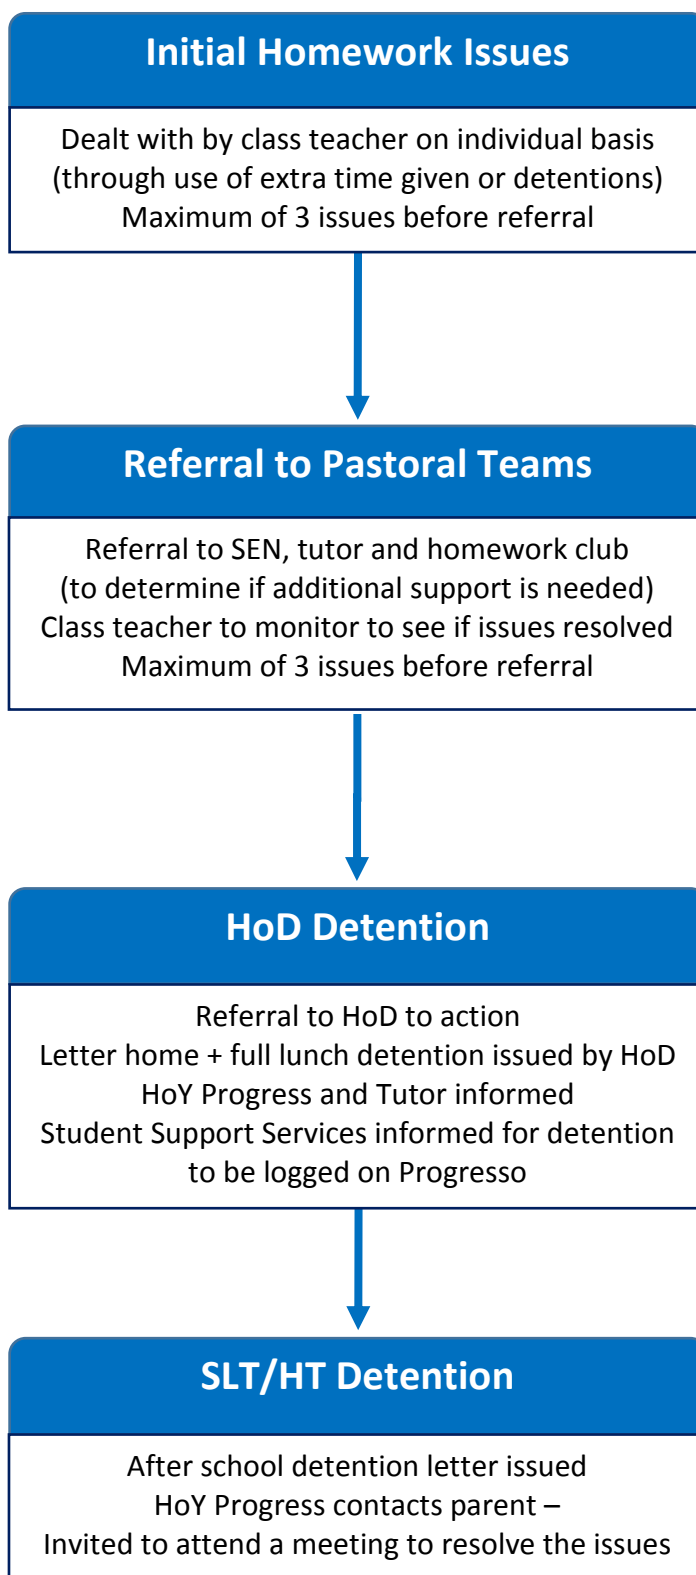 Initial Homework Issues
Dealt with by class teacher on individual basis
(through use of extra time given or detentions)
Maximum of 3 issues before referral
Referral to Pastoral Teams
Referral to SEN, tutor and homework club
(to determine if additional support is needed)
Class teacher to monitor to see if issues resolved
Maximum of 3 issues before referral
HoD Detention
Referral to HoD to action
Letter home + full lunch detention issued by HoD
HoY Progress and Tutor informed
Student Support Services informed for detention
to be logged on Progresso
SLT/HT Detention
After school detention letter issued
HoY Progress contacts parent –
Invited to attend a meeting to resolve the issues